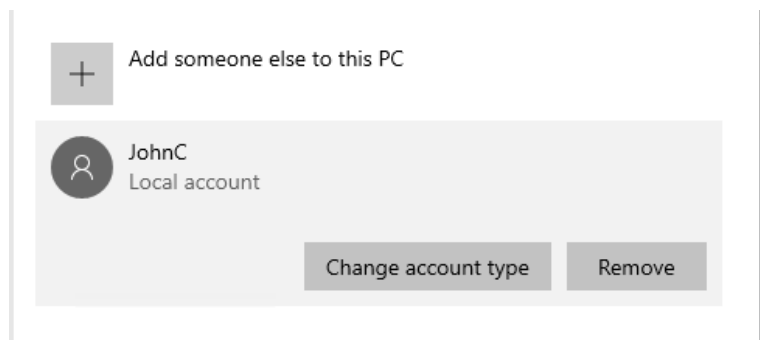 Add someone else to this PC
JohnC
Local account
Change account type
Remove